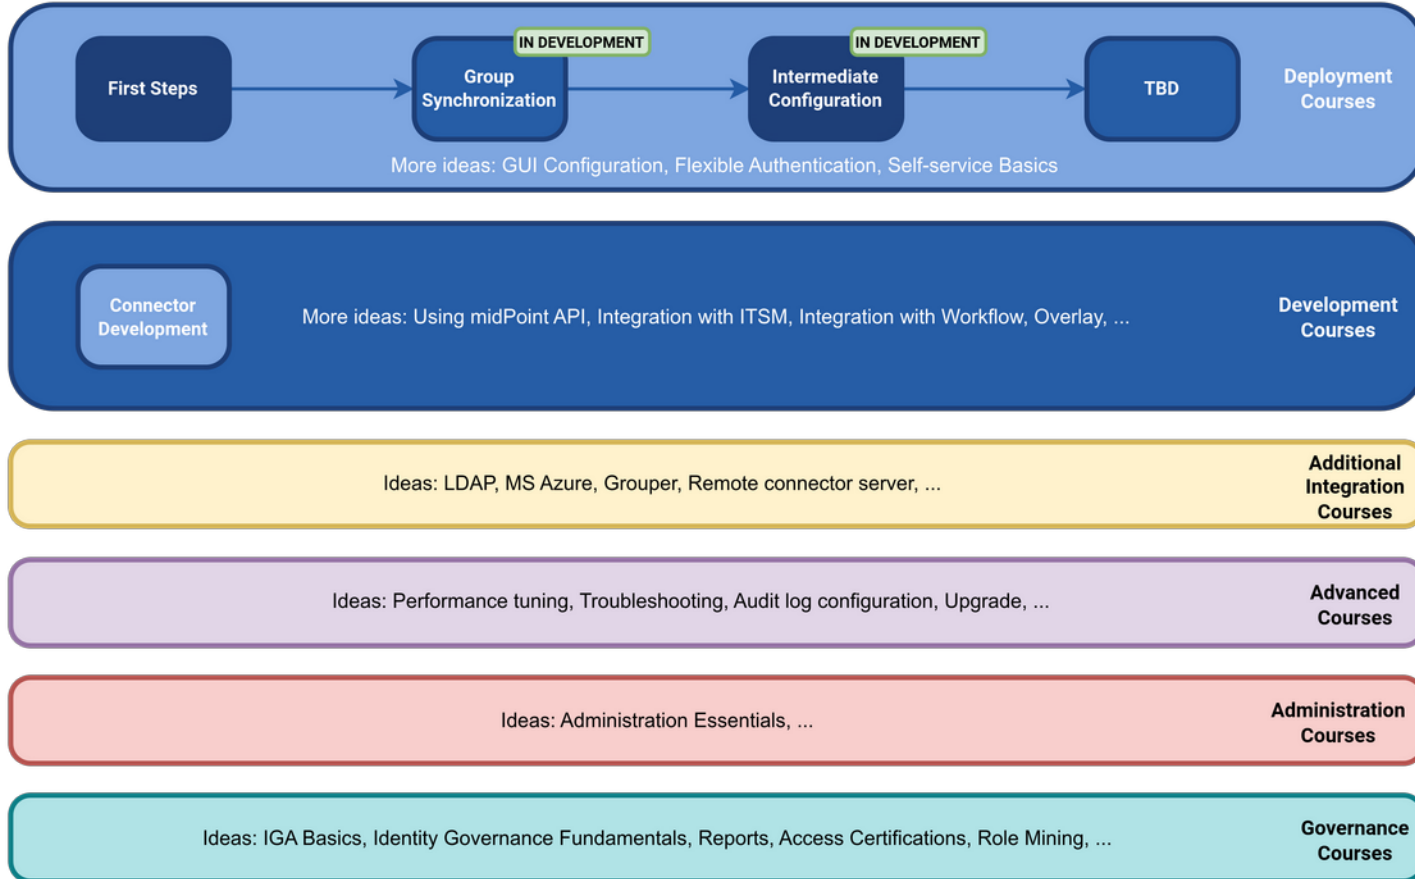 IN DEVELOPMENT
IN DEVELOPMENT
First Steps
Group
Synchronization
Intermediate
Configuration
TBD
Deployment
Courses
More ideas: GUI Configuration, Flexible Authentication, Self-service Basics
Connector
Development
More ideas: Using midPoint API, Integration with ITSM, Integration with Workflow, Overlay, ...
Development
Courses
Ideas: LDAP, MS Azure, Grouper, Remote connector server, ...
Additional
Integration
Courses
Ideas: Performance tuning, Troubleshooting, Audit log configuration, Upgrade, ...
Advanced
Courses
Ideas: Administration Essentials, ...
Administration
Courses
Ideas: IGA Basics, Identity Governance Fundamentals, Reports, Access Certifications, Role Mining, ...
Governance
Courses